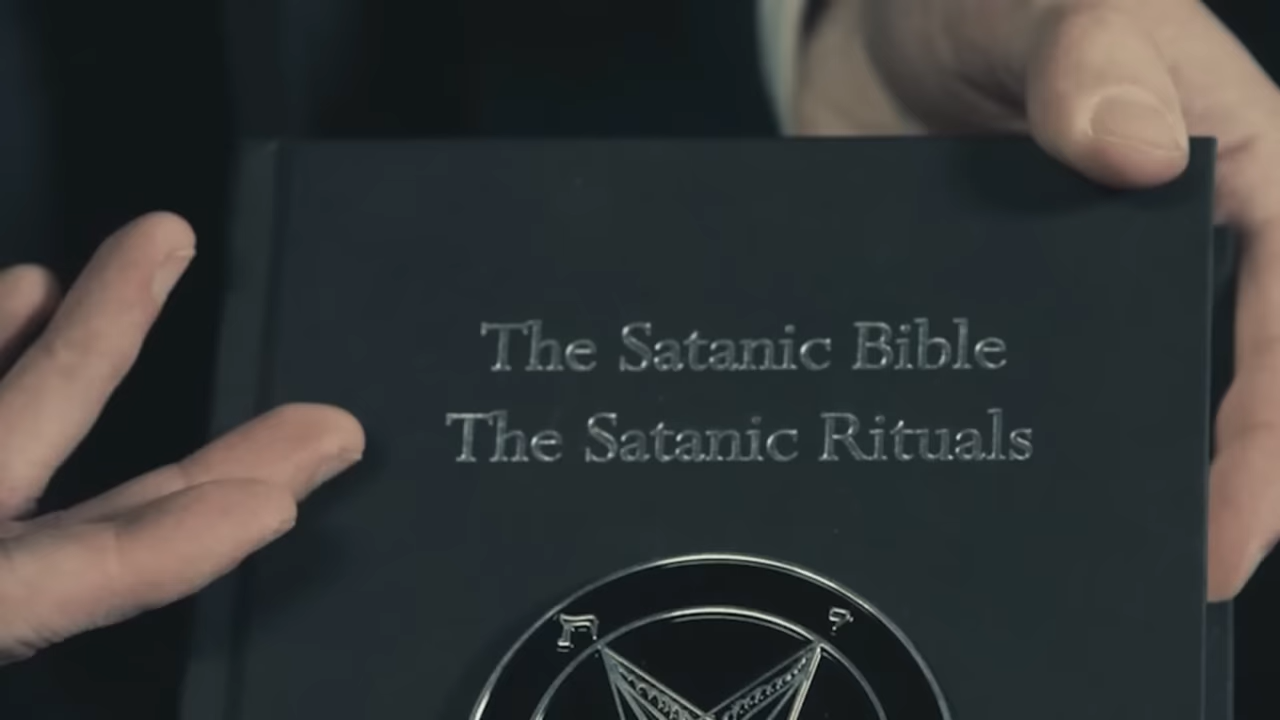 The Satanic Bible
The Satanic Rituals
ת ל